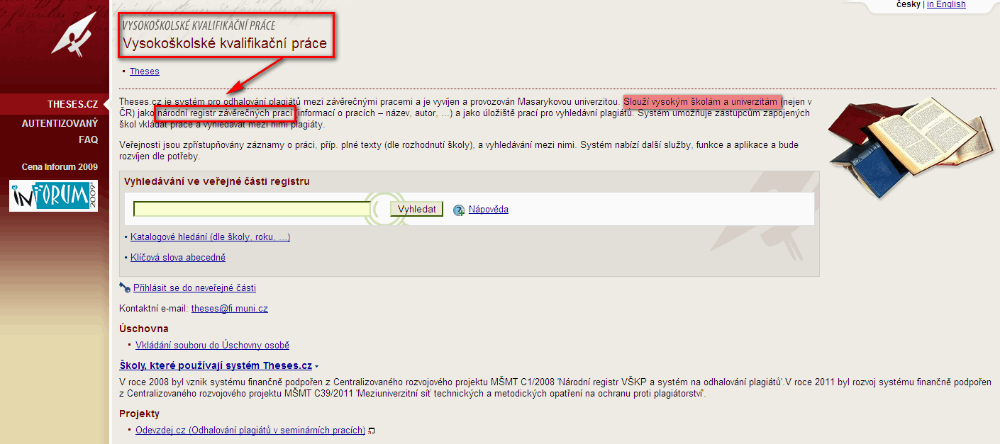 česky | in English
VYSOKOŠKOLSKÉ KVALIFIKAČNÍ PRÁCE
Vysokoškolské kvalifikační práce
• Theses
THESES.CZ
AUTENTIZOVANÝ
FAQ
Cena Inforum 2009
INFORUM 2009
Theses.cz je systém pro odhalování plagiátů mezi závěrečnými pracemi a je vyvíjen a provozován Masarykovou univerzitou. Slouží vysokým školám a univerzitám (nejen v
ČR) jako národní registr závěrečných prací (informací o pracích – název, autor, ...) a jako úložiště prací pro vyhledávní plagiátů. Systém umožňuje zástupcům zapojených
škol vkládat práce a vyhledávat mezi nimi plagiáty.
Veřejnosti jsou zpřístupňovány záznamy o práci, příp. plné texty (dle rozhodnutí školy), a vyhledávání mezi nimi. Systém nabízí další služby, funkce a aplikace a bude
rozvíjen dle potřeby.
Vyhledávání ve veřejné části registru
Vyhledat Nápověda
• Katalogové hledání (dle školy, roku, ...)
• Klíčová slova abecedně
Přihlásit se do neveřejné části
Kontaktní e-mail: theses@fi.muni.cz
Úschovna
• Vkládání souboru do Úschovny osobě
Školy, které používají systém Theses.cz
V roce 2008 byl vznik systému finančně podpořen z Centralizovaného rozvojového projektu MŠMT C1/2008 'Národní registr VŠKP a systém na odhalování plagiátů'.V roce 2011 byl rozvoj systému finančně podpořen
z Centralizovaného rozvojového projektu MŠMT C39/2011 'Meziuniverzitní síť technických a metodických opatření na ochranu proti plagiátorství'.
Projekty
• Odevzdej.cz (Odhalování plagiátů v seminárních pracích)